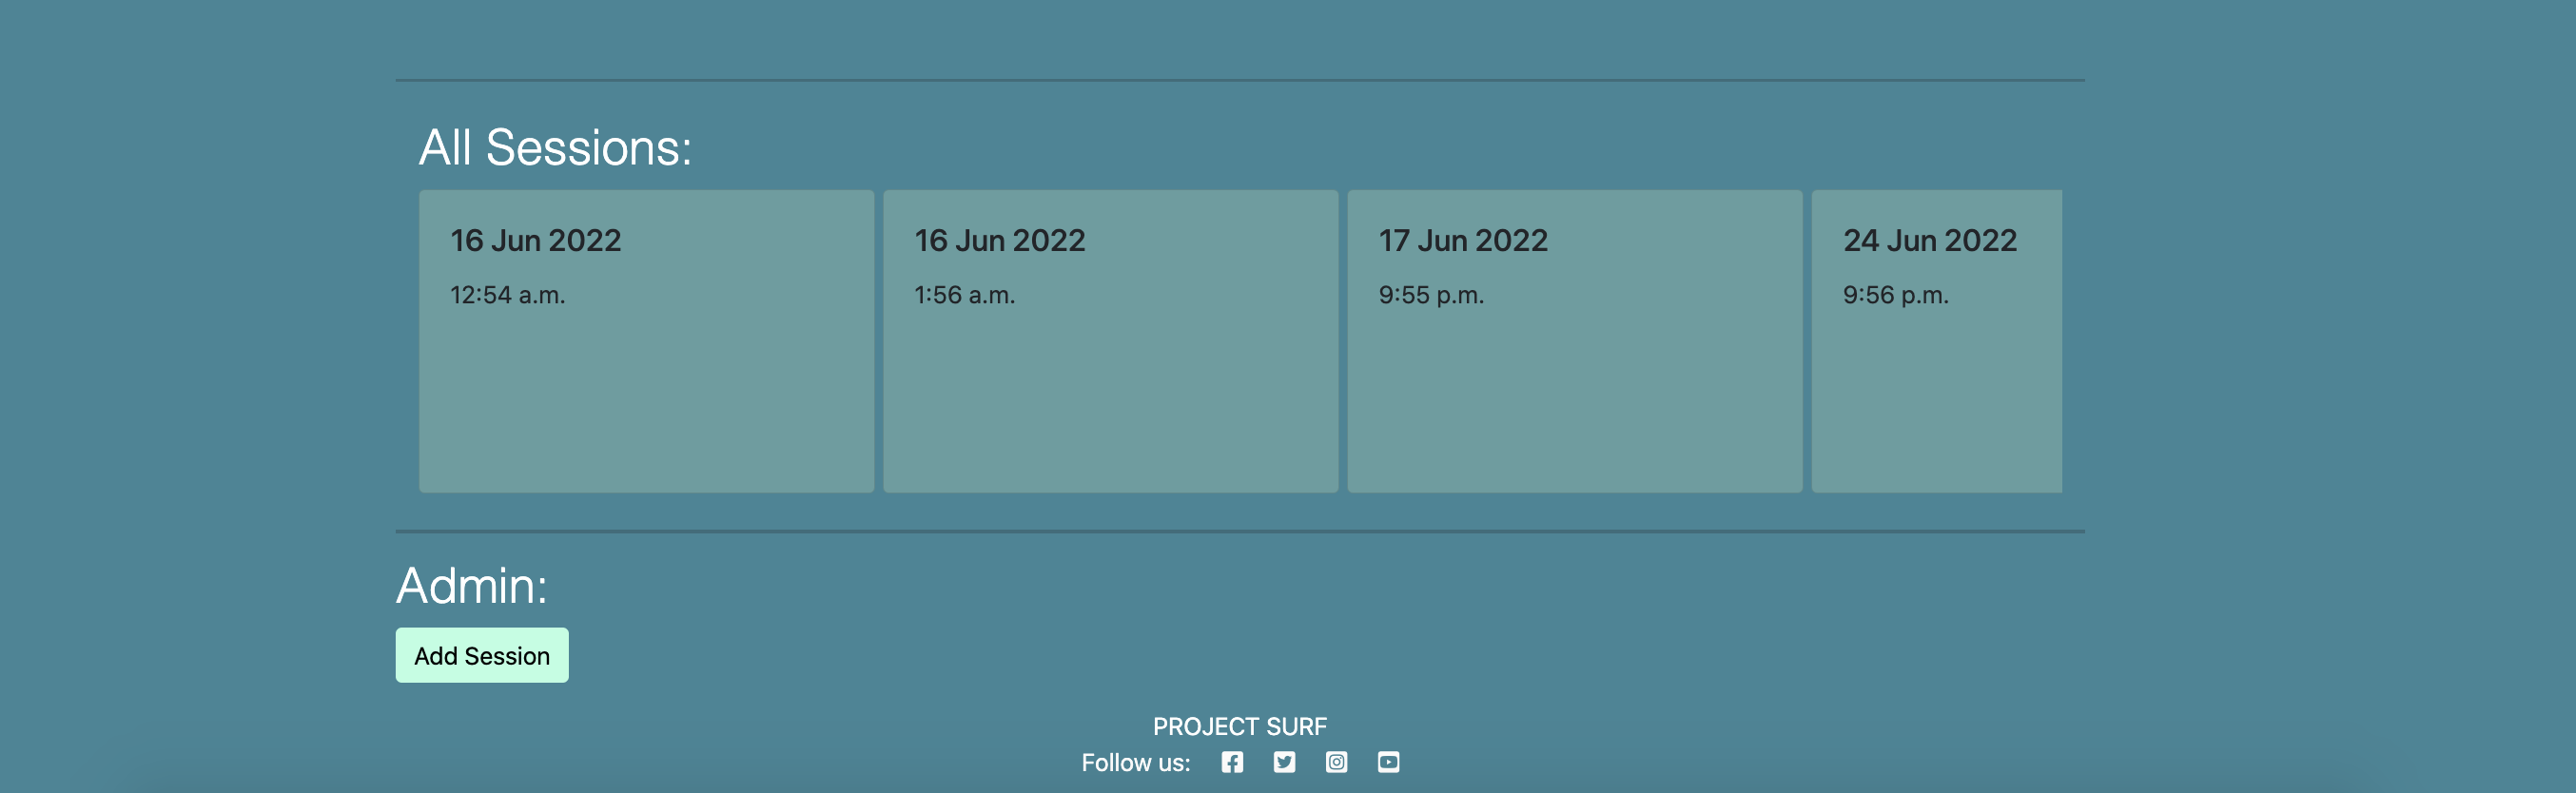 All Sessions:
16 Jun 2022
12:54 a.m.
16 Jun 2022
1:56 a.m.
17 Jun 2022
9:55 p.m.
24 Jun 2022
9:56 p.m.
Admin:
Add Session
PROJECT SURF
Follow us: